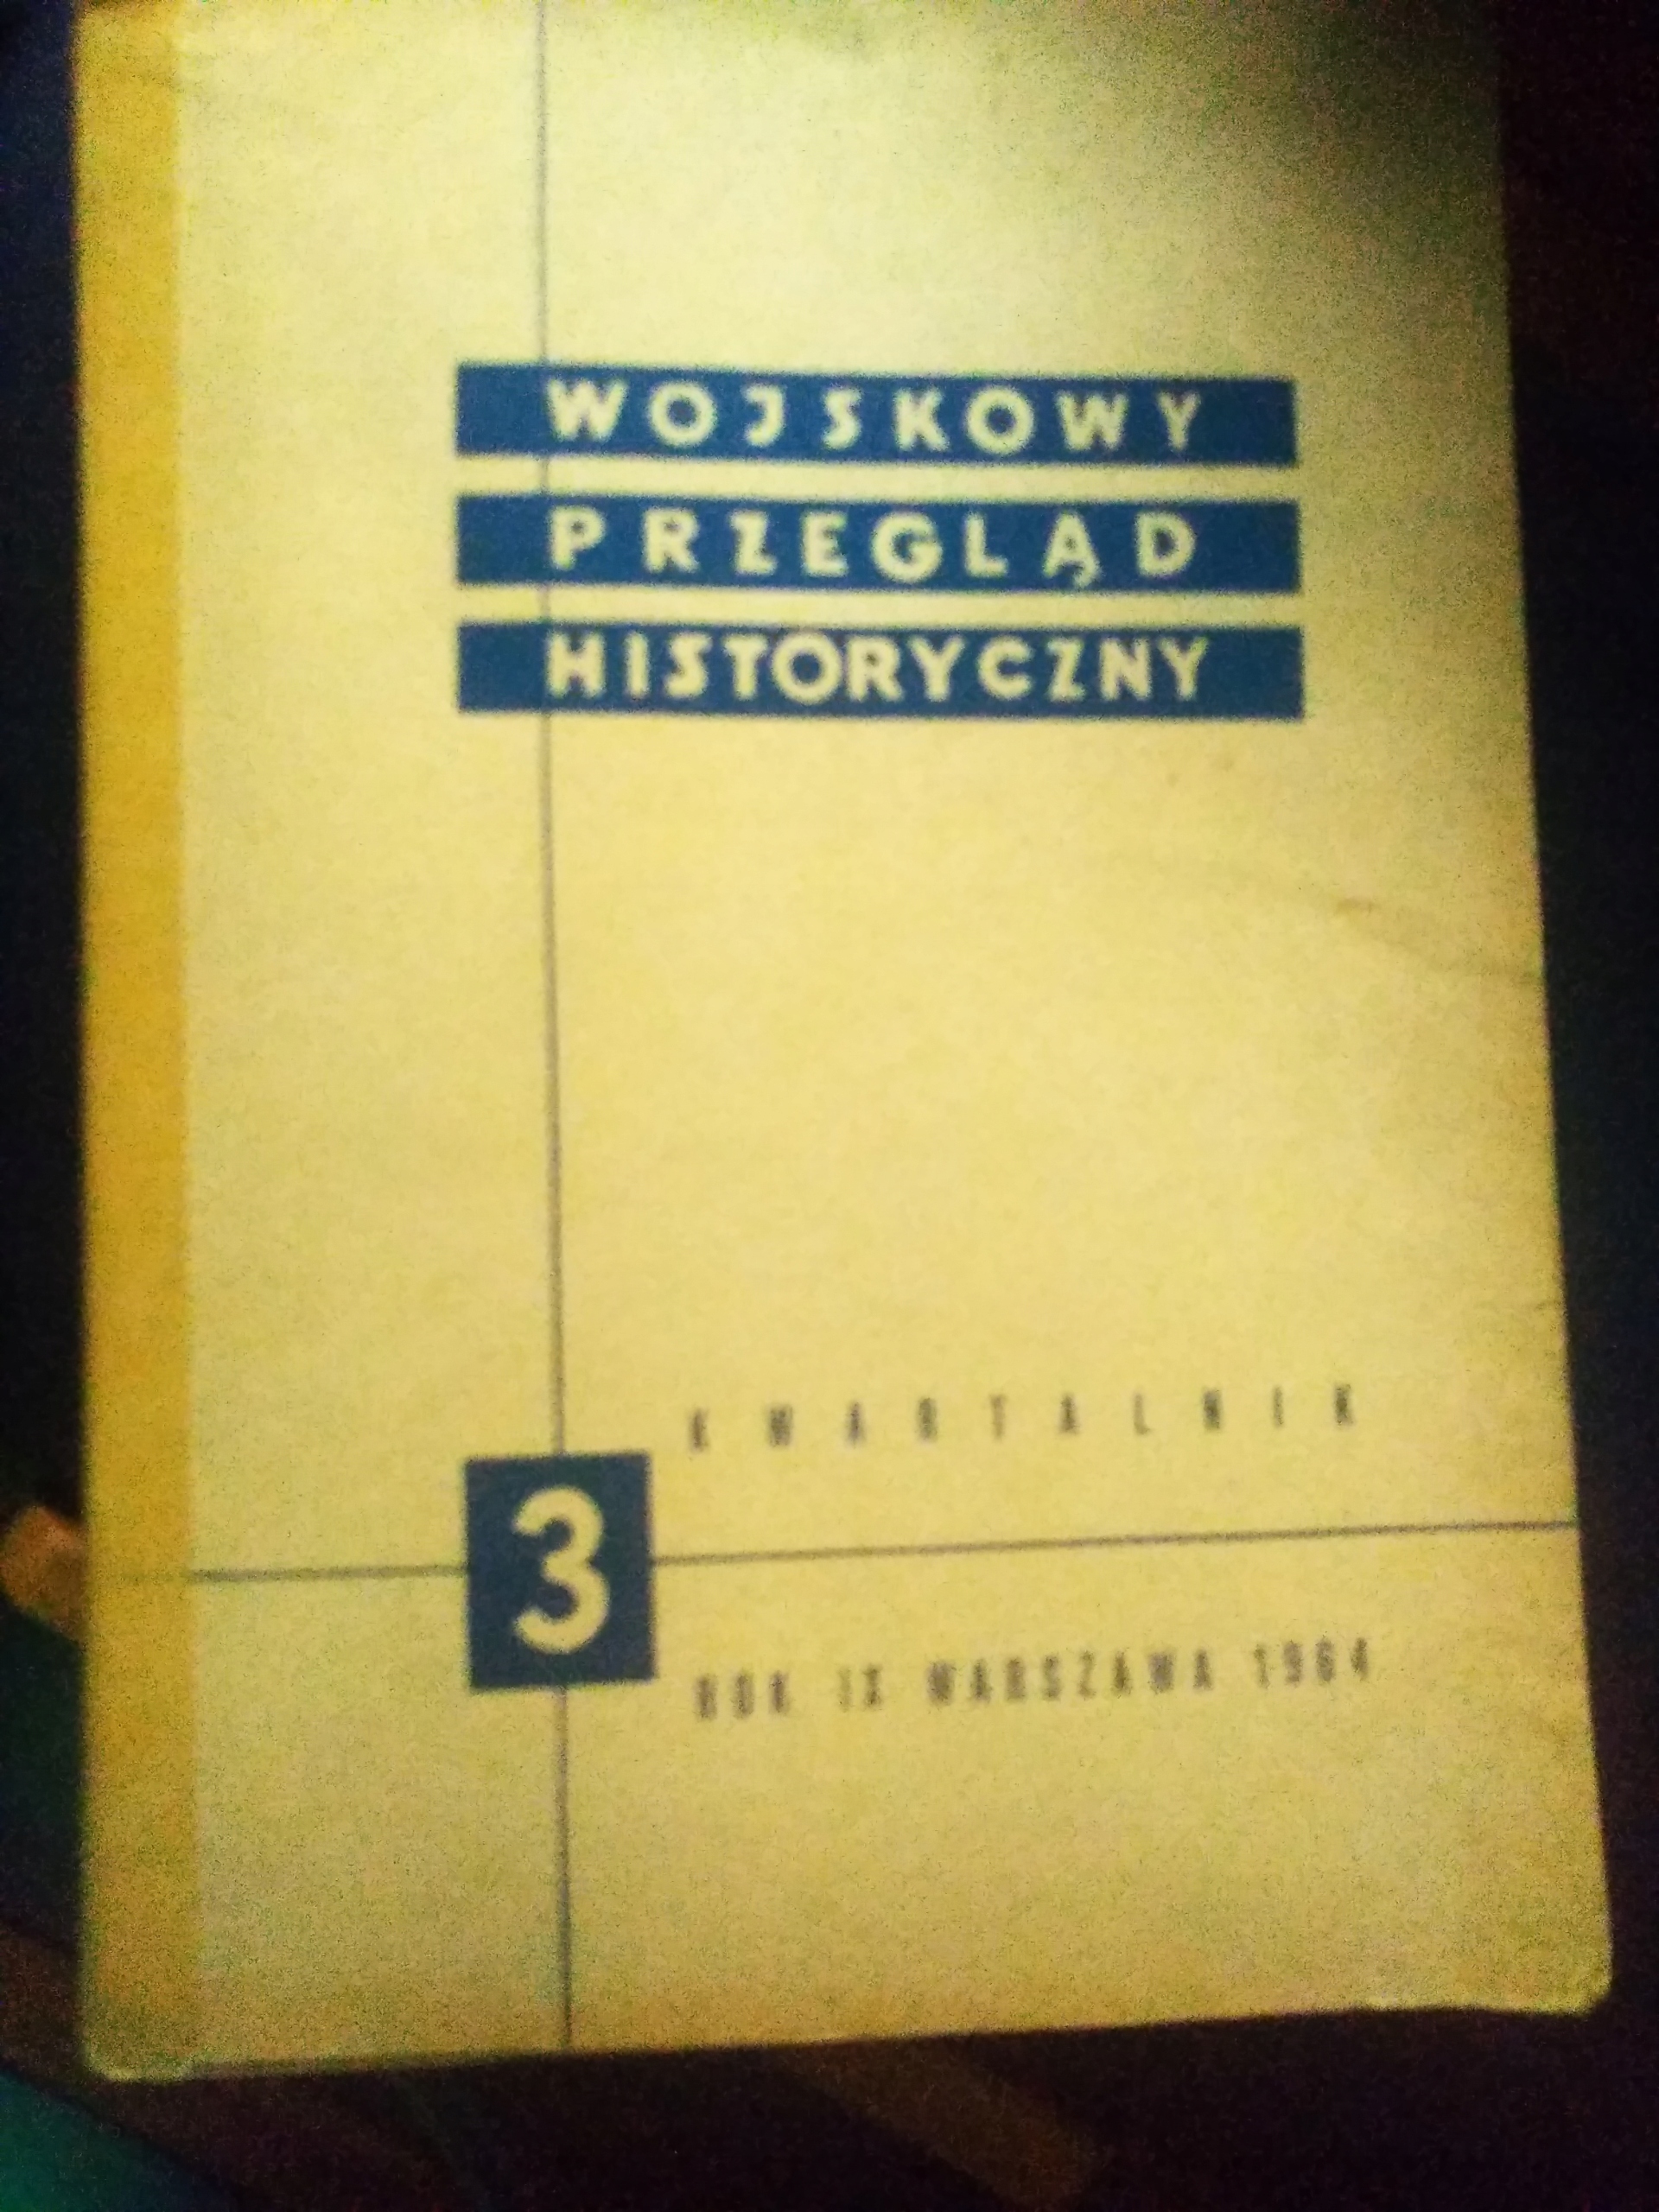 WOJSKOWY
PRZEGLĄD
HISTORYCZNY
KWARTALNIK
3
ROK IX WARSZAWA 1964